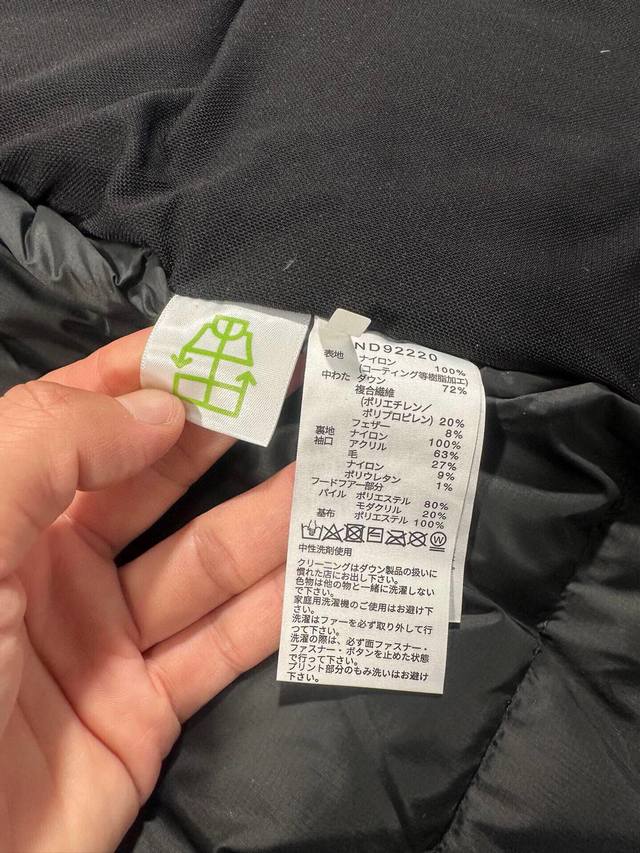 ND92220
表地 ナイロン 100%
(コーティング等樹脂加工)
中わた ダウン 72%
複合繊維
(ポリエチレン/
ポリプロピレン) 20%
フェザー 8%
裏地 ナイロン 100%
袖口 アクリル 63%
毛 27%
ナイロン 9%
ポリウレタン 1%
フードファー部分
パイル ポリエステル 80%
モダクリル 20%
基布 ポリエステル 100%
W
中性洗剤使用
クリーニングはダウン製品の扱いに
慣れた店にお出し下さい。
色物は他の物と一緒に洗濯しない
で下さい。
家庭用洗濯機のご使用はお避け下
さい。
洗濯はファーを必ず取り外して行
って下さい。
洗濯の際は、必ず面ファスナー・
ファスナー・ボタンを止めた状態
で行って下さい。
プリント部分のもみ洗いはお避け下
さい。